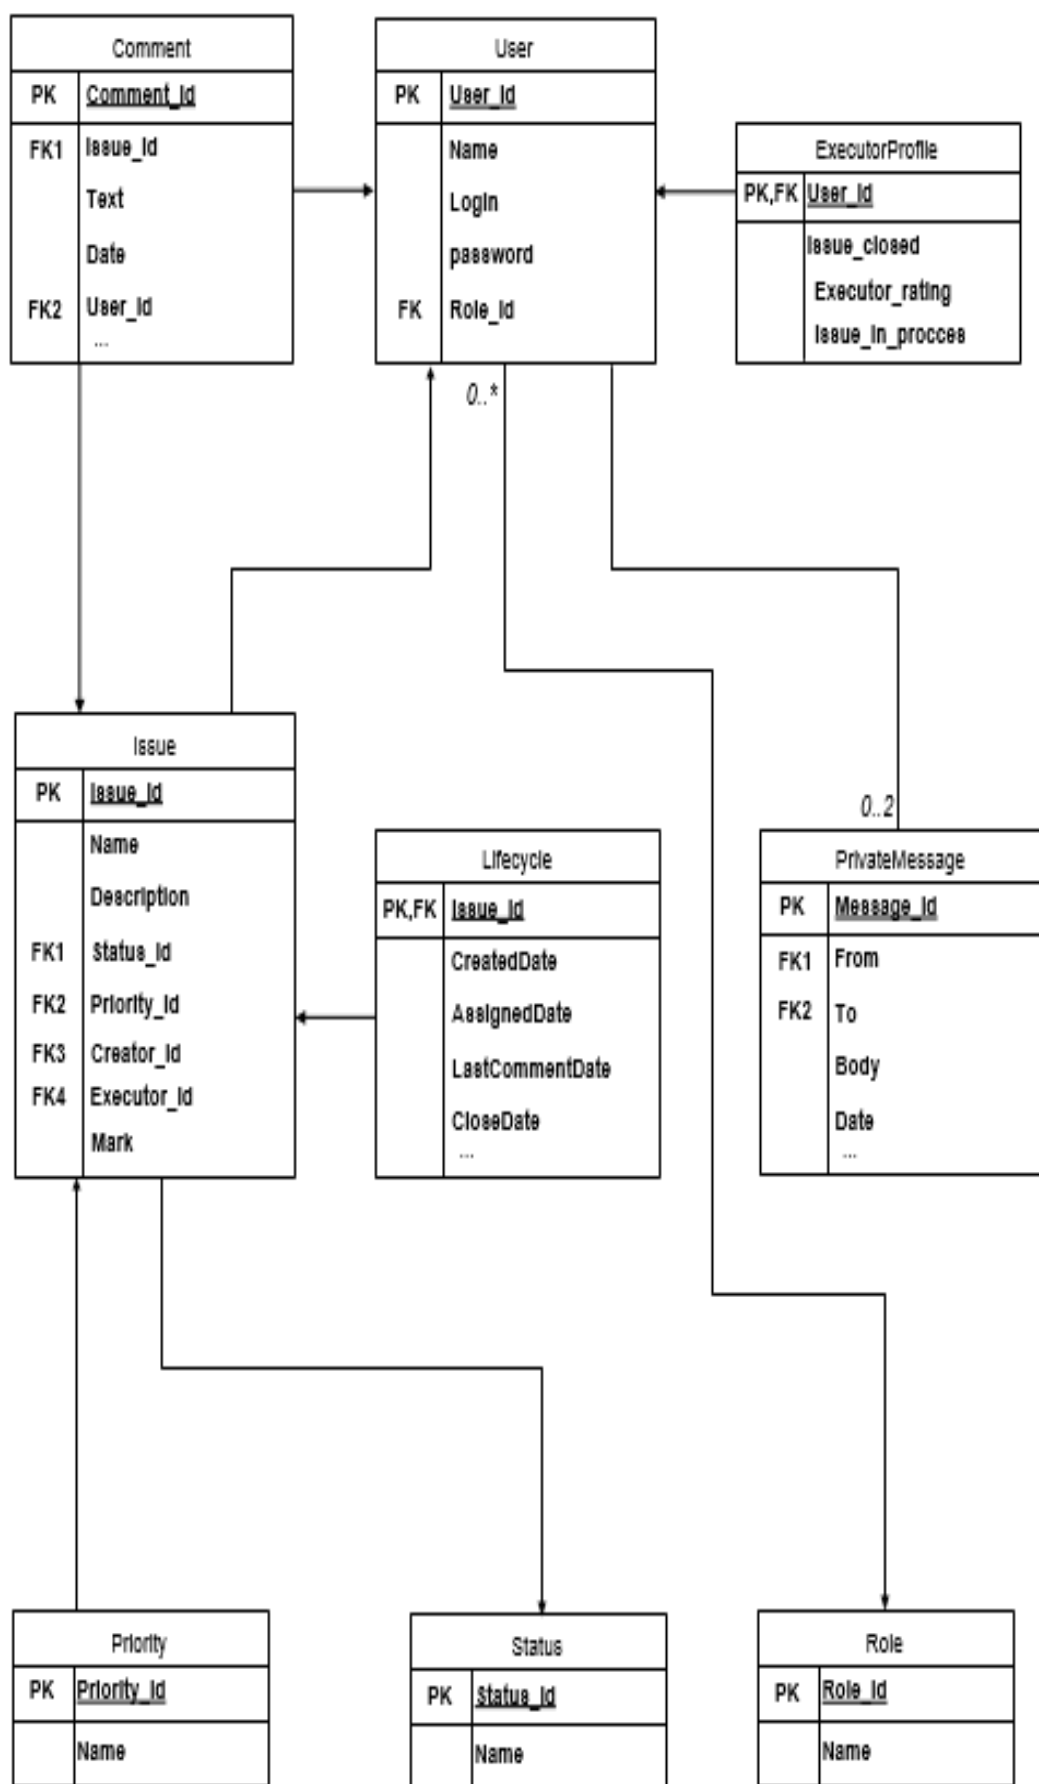 Comment
PK Comment_Id
FK1 Issue_Id
Text
Date
FK2 User_Id
...
User
PK User_Id
Name
Login
password
FK Role_Id
ExecutorProfile
PK,FK User_Id
Issue_closed
Executor_rating
Issue_in_procces
0..*
Issue
PK Issue_Id
Name
Description
FK1 Status_Id
FK2 Priority_Id
FK3 Creator_Id
FK4 Executor_Id
Mark
Lifecycle
PK,FK Issue_Id
CreatedDate
AssignedDate
LastCommentDate
CloseDate
...
0..2
PrivateMessage
PK Message_Id
FK1 From
FK2 To
Body
Date
...
Priority
PK Priority_Id
Name
Status
PK Status_Id
Name
Role
PK Role_Id
Name